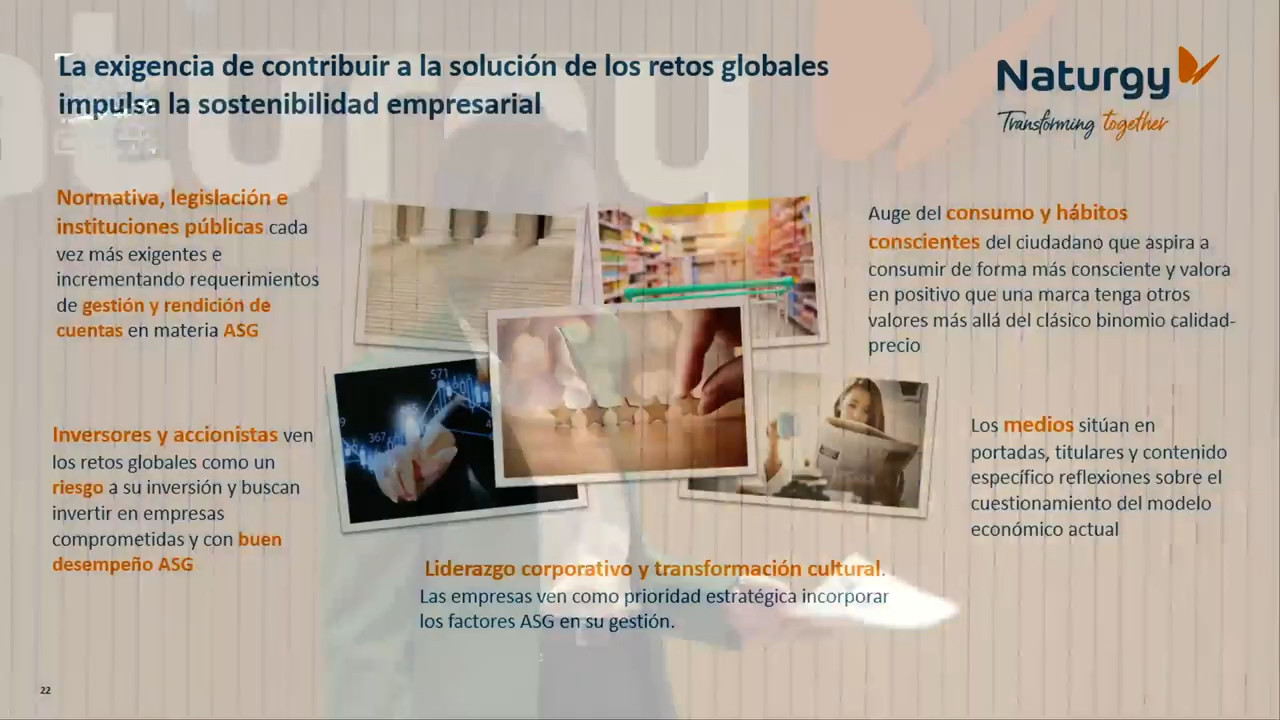 La exigencia de contribuir a la solución de los retos globales
impulsa la sostenibilidad empresarial
Naturgy
Transforming together
Normativa, legislación e
instituciones públicas cada
vez más exigentes e
incrementando requerimientos
de gestión y rendición de
cuentas en materia ASG
Auge del consumo y hábitos
conscientes del ciudadano que aspira a
consumir de forma más consciente y valora
en positivo que una marca tenga otros
valores más allá del clásico binomio calidad-
precio
Inversores y accionistas ven
los retos globales como un
riesgo a su inversión y buscan
invertir en empresas
comprometidas y con buen
desempeño ASG
571
367
Los medios sitúan en
portadas, titulares y contenido
específico reflexiones sobre el
cuestionamiento del modelo
económico actual
Liderazgo corporativo y transformación cultural.
Las empresas ven como prioridad estratégica incorporar
los factores ASG en su gestión.
22